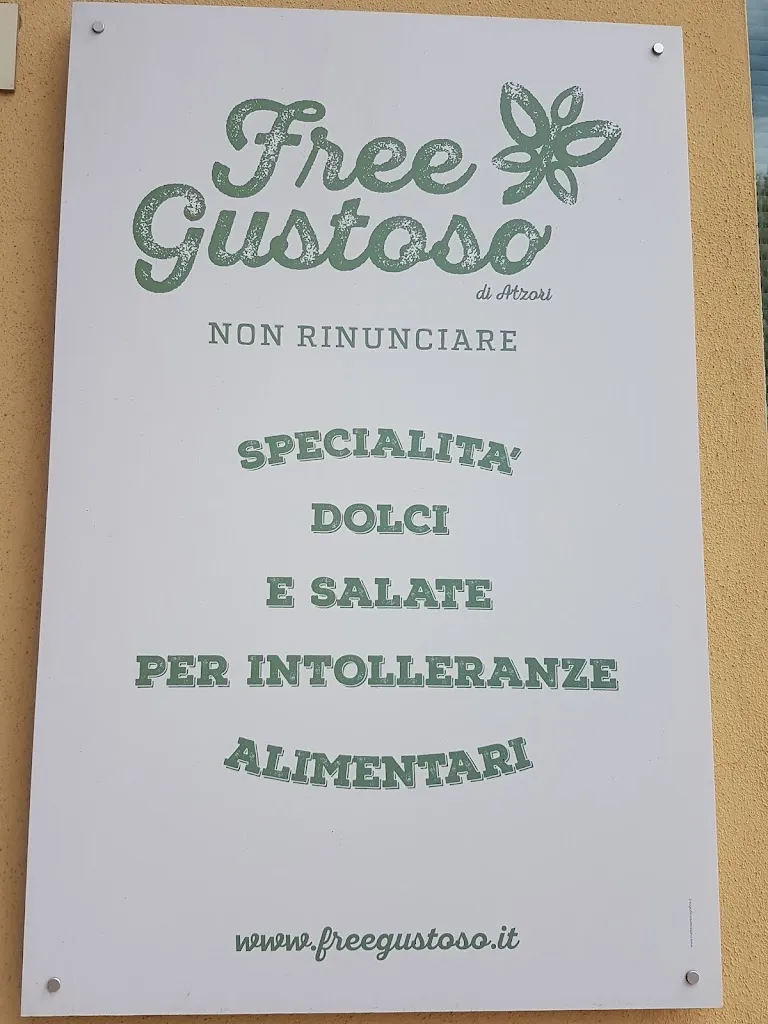 Free
Gustoso
di Atzori
NON RINUNCIARE
SPECIALITA'
DOLCI
E SALATE
PER INTOLLERANZE
ALIMENTARI
www.freegustoso.it